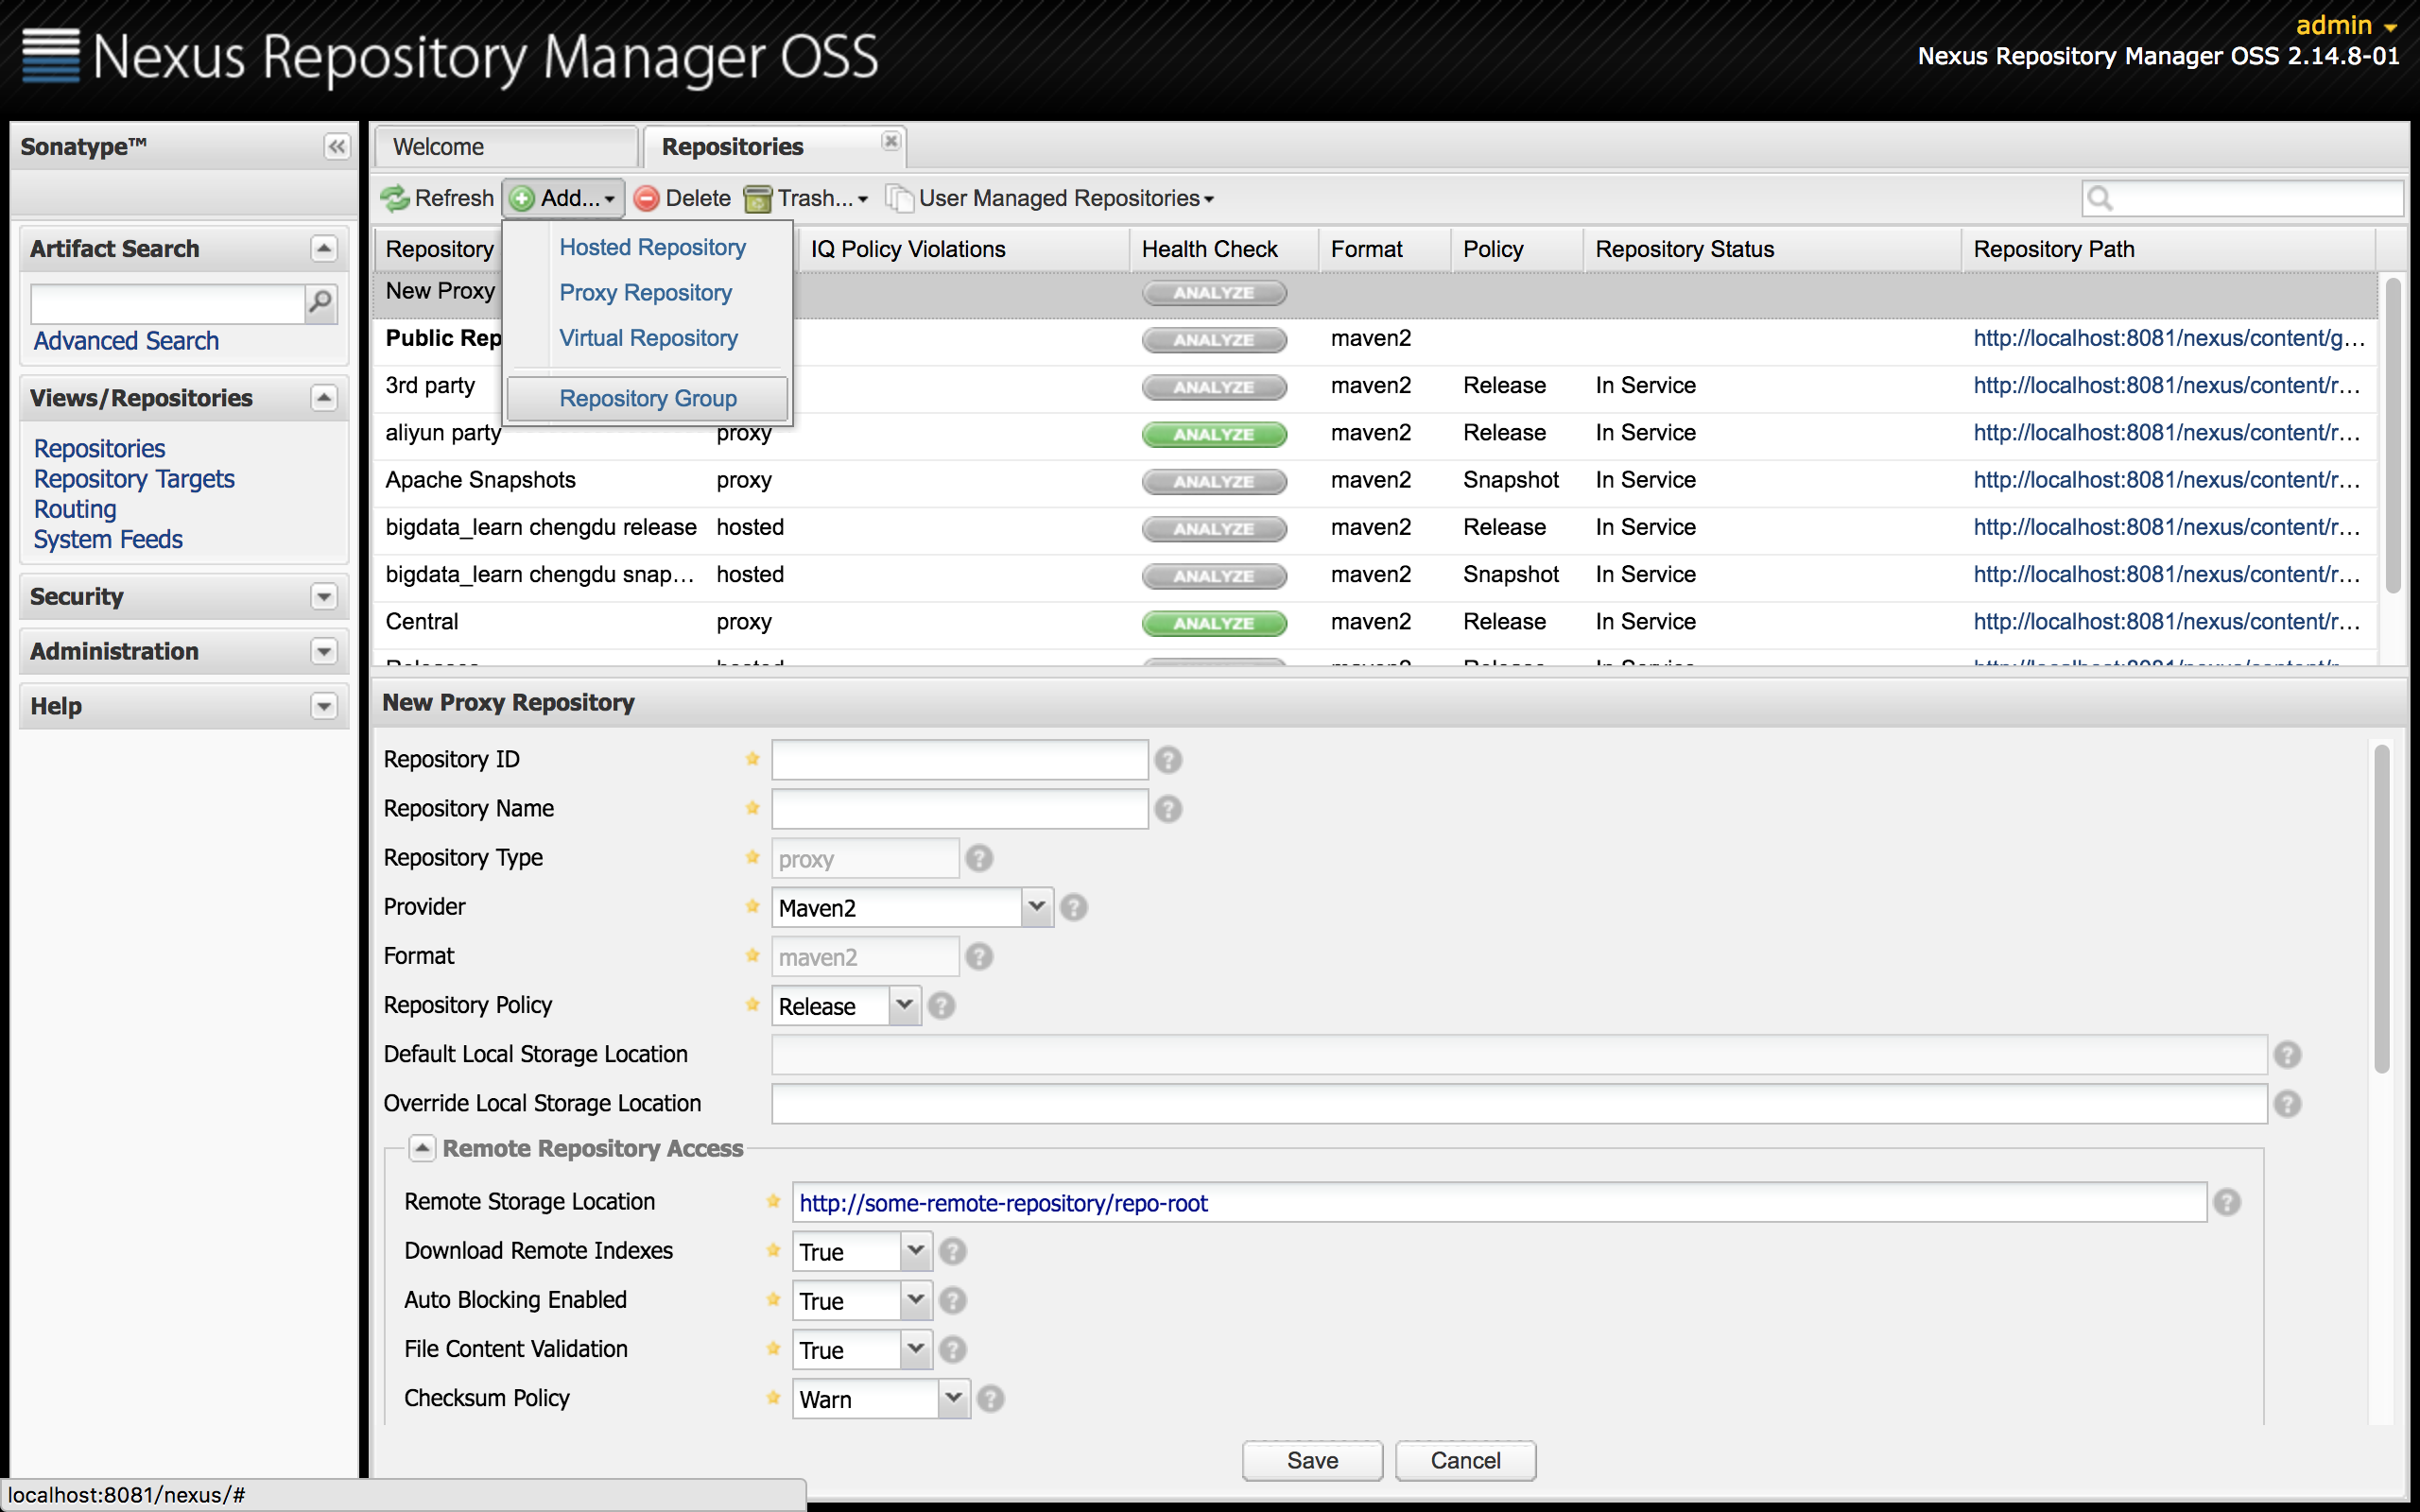 Nexus Repository Manager OSS
admin
Nexus Repository Manager OSS 2.14.8-01
Sonatype™
Welcome
Repositories
Refresh
Add...
Delete
Trash...
User Managed Repositories
Artifact Search
Advanced Search
Views/Repositories
Repositories
Repository Targets
Routing
System Feeds
Security
Administration
Help
Hosted Repository
Proxy Repository
Virtual Repository
Repository Group
Repository IQ Policy Violations Health Check Format Policy Repository Status Repository Path
New Proxy ANALYZE
Public Rep ANALYZE maven2 http://localhost:8081/nexus/content/g...
3rd party ANALYZE maven2 Release In Service http://localhost:8081/nexus/content/r...
aliyun party proxy ANALYZE maven2 Release In Service http://localhost:8081/nexus/content/r...
Apache Snapshots proxy ANALYZE maven2 Snapshot In Service http://localhost:8081/nexus/content/r...
bigdata_learn chengdu release hosted ANALYZE maven2 Release In Service http://localhost:8081/nexus/content/r...
bigdata_learn chengdu snap... hosted ANALYZE maven2 Snapshot In Service http://localhost:8081/nexus/content/r...
Central proxy ANALYZE maven2 Release In Service http://localhost:8081/nexus/content/r...
New Proxy Repository
Repository ID
Repository Name
Repository Type proxy
Provider Maven2
Format maven2
Repository Policy Release
Default Local Storage Location
Override Local Storage Location
Remote Repository Access
Remote Storage Location http://some-remote-repository/repo-root
Download Remote Indexes True
Auto Blocking Enabled True
File Content Validation True
Checksum Policy Warn
Save Cancel
localhost:8081/nexus/#